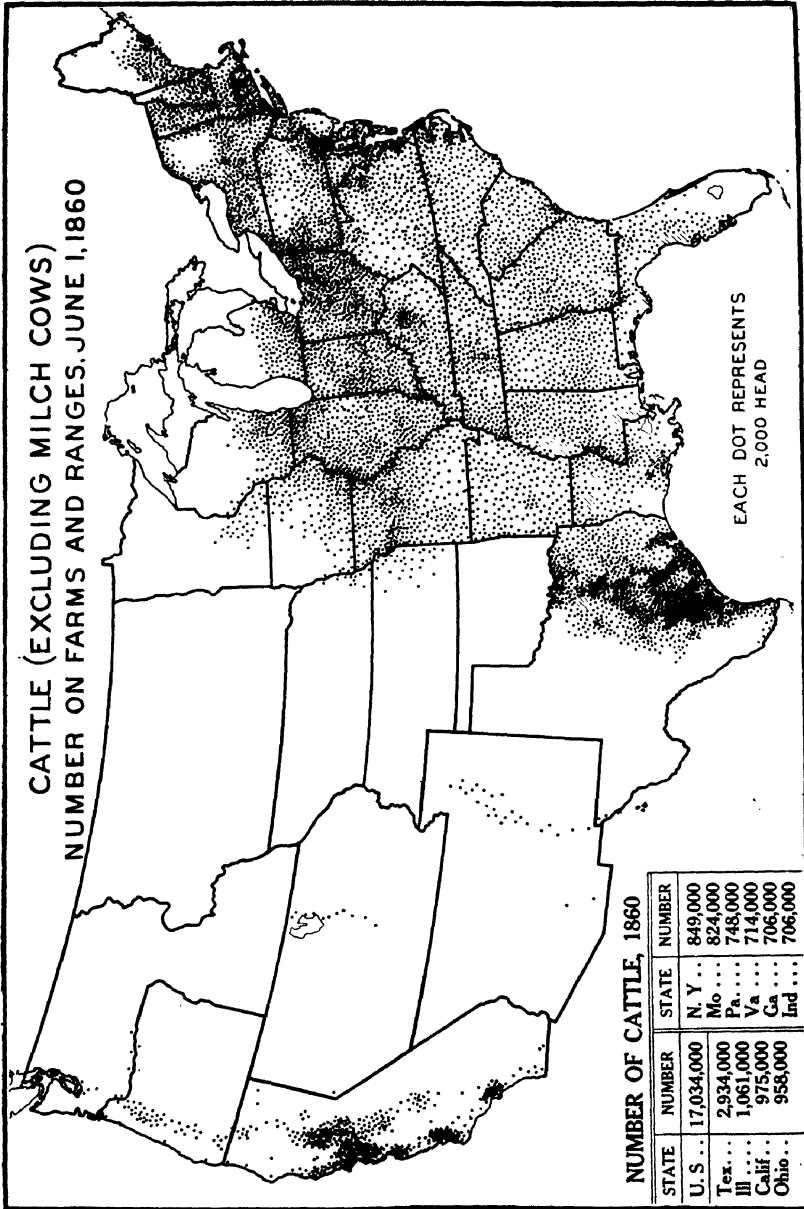 CATTLE (EXCLUDING MILCH COWS)
NUMBER ON FARMS AND RANGES, JUNE 1, 1860
EACH DOT REPRESENTS
2,000 HEAD
NUMBER OF CATTLE, 1860
STATE NUMBER STATE NUMBER
U.S.. 17,034,000 N. Y.. 849,000
Tex... 2,934,000 Mo... 824,000
Ill.... 1,061,000 Pa.... 748,000
Calif.. 975,000 Va... 714,000
Ohio.. 958,000 Ga... 706,000
Ind... 706,000